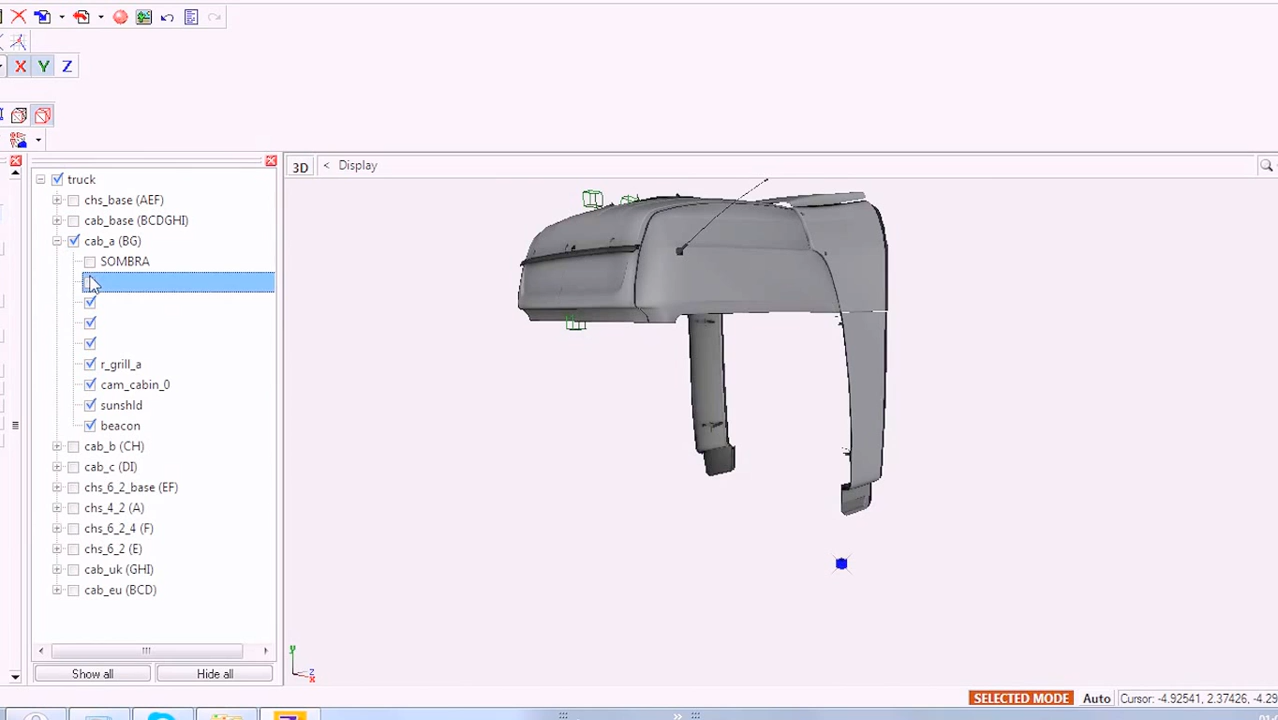 X Y Z
3D < Display
truck
chs_base (AEF)
cab_base (BCDGHI)
cab_a (BG)
SOMBRA
r_grill_a
cam_cabin_0
sunshld
beacon
cab_b (CH)
cab_c (DI)
chs_6_2_base (EF)
chs_4_2 (A)
chs_6_2_4 (F)
chs_6_2 (E)
cab_uk (GHI)
cab_eu (BCD)
Show all Hide all
y
z
x
SELECTED MODE Auto Cursor: -4.92541, 2.37426, -4.29